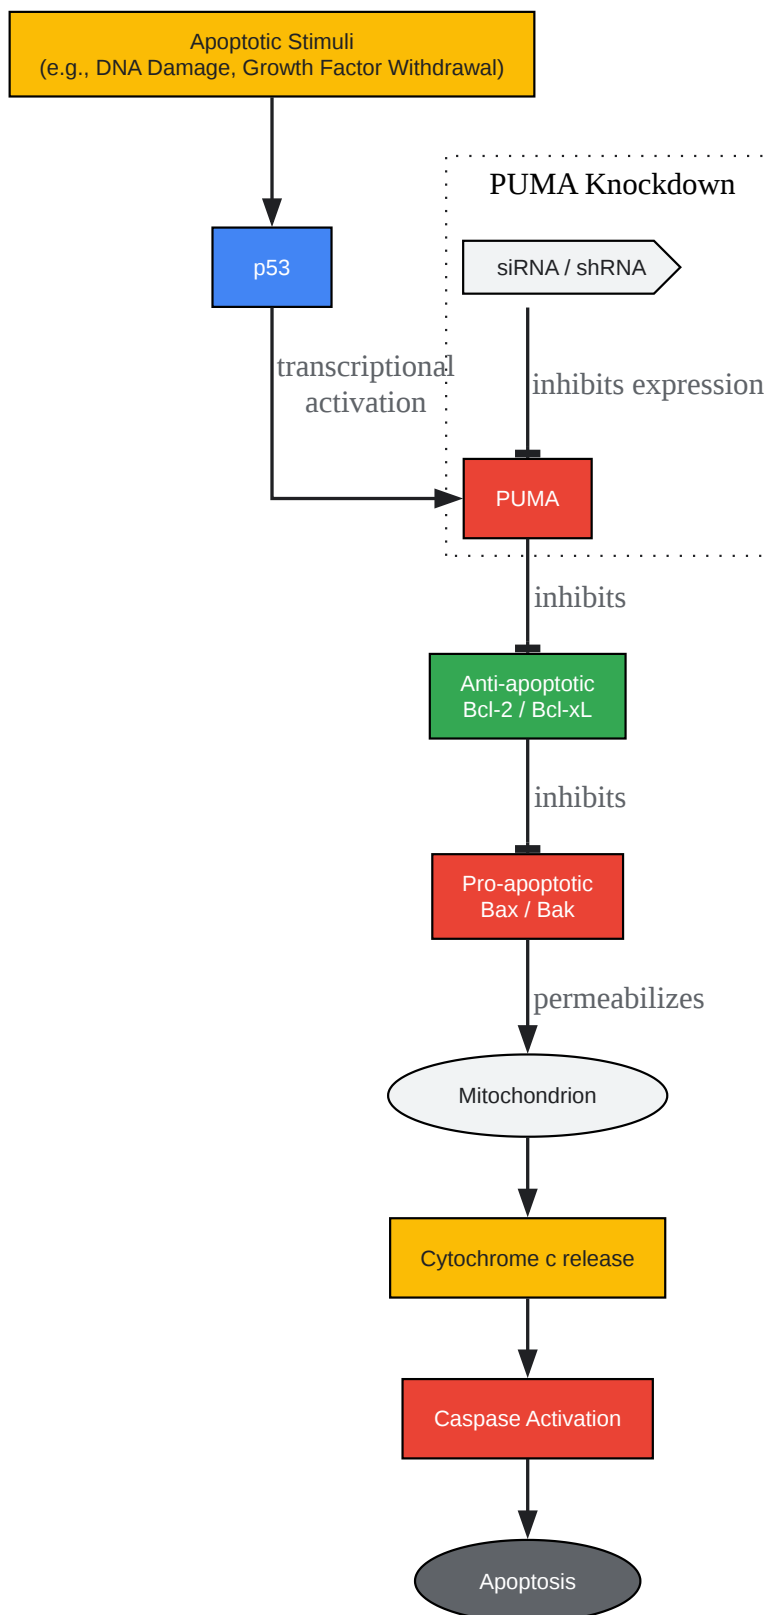 Apoptotic Stimuli
(e.g., DNA Damage, Growth Factor Withdrawal)
PUMA Knockdown
p53
siRNA / shRNA
transcriptional
activation
inhibits expression
PUMA
inhibits
Anti-apoptotic
Bcl-2 / Bcl-xL
inhibits
Pro-apoptotic
Bax / Bak
permeabilizes
Mitochondrion
Cytochrome c release
Caspase Activation
Apoptosis